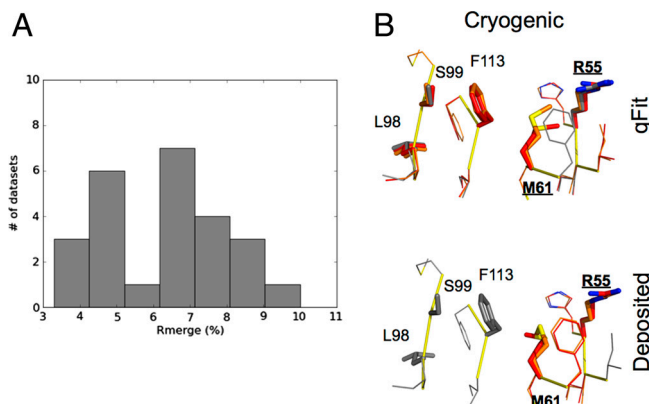 A
10
8
6
4
2
0
# of datasets
3 4 5 6 7 8 9 10 11
Rmerge (%)
B
Cryogenic
S99
F113
R55
L98
M61
qFit
S99
F113
R55
L98
M61
Deposited